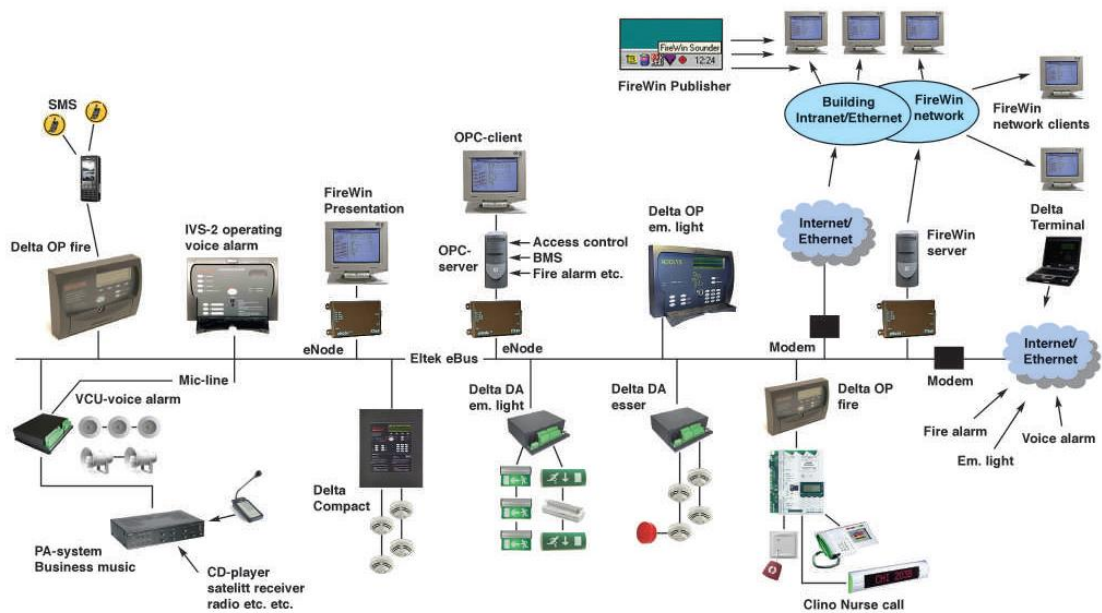 FireWin Sounder
12:24
FireWin Publisher
Building
Intranet/Ethernet
FireWin
network
FireWin
network clients
SMS
OPC-client
FireWin
Presentation
IVS-2 operating
voice alarm
Delta OP fire
OPC-
server
Access control
BMS
Fire alarm etc.
Delta OP
em. light
Internet/
Ethernet
FireWin
server
Delta
Terminal
eNode
Eltek eBus
eNode
Modem
Modem
Internet/
Ethernet
Mic-line
VCU-voice alarm
Delta DA
em. light
Delta DA
esser
Delta OP
fire
Fire alarm
Em. light
Voice alarm
Delta
Compact
PA-system
Business music
CD-player
satelitt receiver
radio etc. etc.
CHI 2030
Clino Nurse call